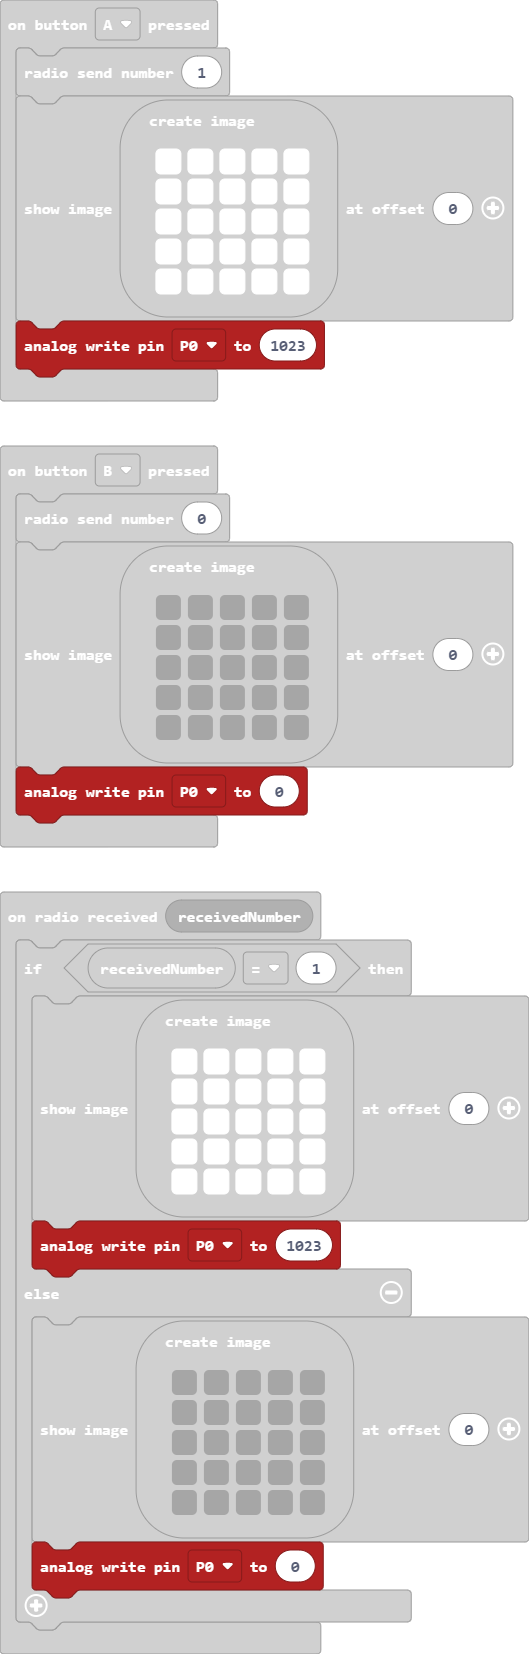 on button A pressed
radio send number 1
create image
show image at offset 0
analog write pin P0 to 1023
on button B pressed
radio send number 0
create image
show image at offset 0
analog write pin P0 to 0
on radio received receivedNumber
if receivedNumber = 1 then
create image
show image at offset 0
analog write pin P0 to 1023
else
create image
show image at offset 0
analog write pin P0 to 0